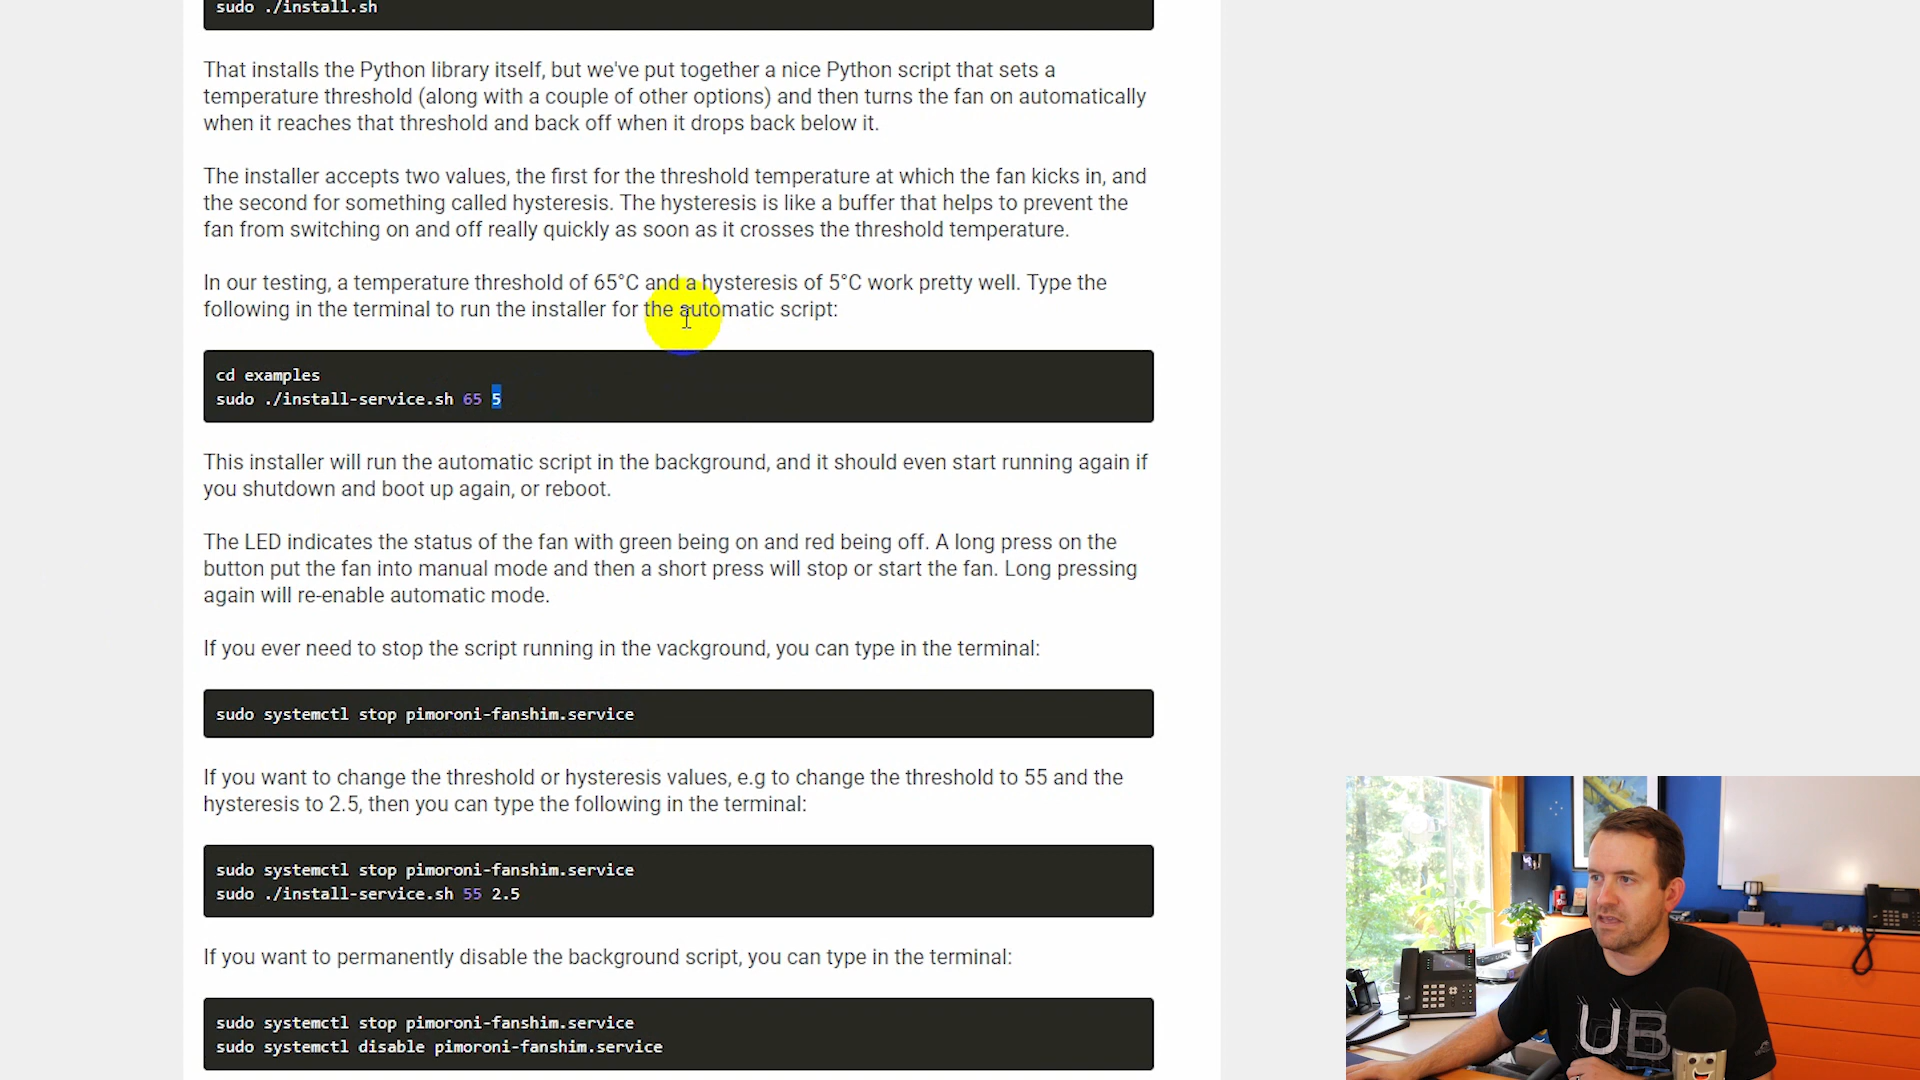 sudo ./install.sh
That installs the Python library itself, but we've put together a nice Python script that sets a
temperature threshold (along with a couple of other options) and then turns the fan on automatically
when it reaches that threshold and back off when it drops back below it.
The installer accepts two values, the first for the threshold temperature at which the fan kicks in, and
the second for something called hysteresis. The hysteresis is like a buffer that helps to prevent the
fan from switching on and off really quickly as soon as it crosses the threshold temperature.
In our testing, a temperature threshold of 65°C and a hysteresis of 5°C work pretty well. Type the
following in the terminal to run the installer for the automatic script:
cd examples
sudo ./install-service.sh 65 5
This installer will run the automatic script in the background, and it should even start running again if
you shutdown and boot up again, or reboot.
The LED indicates the status of the fan with green being on and red being off. A long press on the
button put the fan into manual mode and then a short press will stop or start the fan. Long pressing
again will re-enable automatic mode.
If you ever need to stop the script running in the vackground, you can type in the terminal:
sudo systemctl stop pimoroni-fanshim.service
If you want to change the threshold or hysteresis values, e.g to change the threshold to 55 and the
hysteresis to 2.5, then you can type the following in the terminal:
sudo systemctl stop pimoroni-fanshim.service
sudo ./install-service.sh 55 2.5
If you want to permanently disable the background script, you can type in the terminal:
sudo systemctl stop pimoroni-fanshim.service
sudo systemctl disable pimoroni-fanshim.service
UB